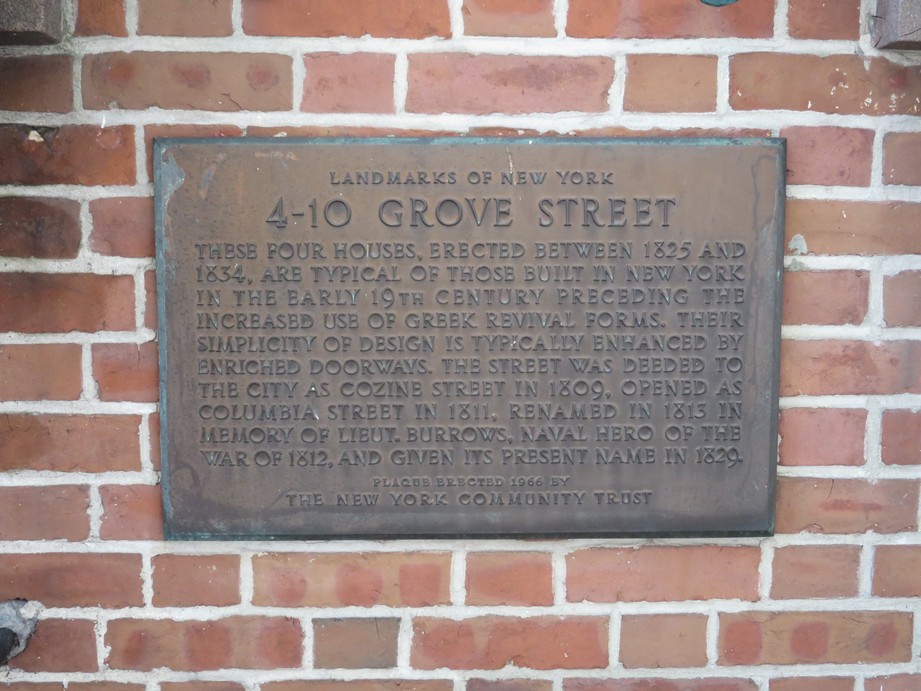 LANDMARKS OF NEW YORK
4-10 GROVE STREET
THESE FOUR HOUSES, ERECTED BETWEEN 1825 AND
1834, ARE TYPICAL OF THOSE BUILT IN NEW YORK
IN THE EARLY 19TH CENTURY PRECEDING THE
INCREASED USE OF GREEK REVIVAL FORMS. THEIR
SIMPLICITY OF DESIGN IS TYPICALLY ENHANCED BY
ENRICHED DOORWAYS. THE STREET WAS DEEDED TO
THE CITY AS COZINE STREET IN 1809, OPENED AS
COLUMBIA STREET IN 1811, RENAMED IN 1813 IN
MEMORY OF LIEUT. BURROWS, NAVAL HERO OF THE
WAR OF 1812, AND GIVEN ITS PRESENT NAME IN 1829.
PLAQUE ERECTED 1966 BY
THE NEW YORK COMMUNITY TRUST